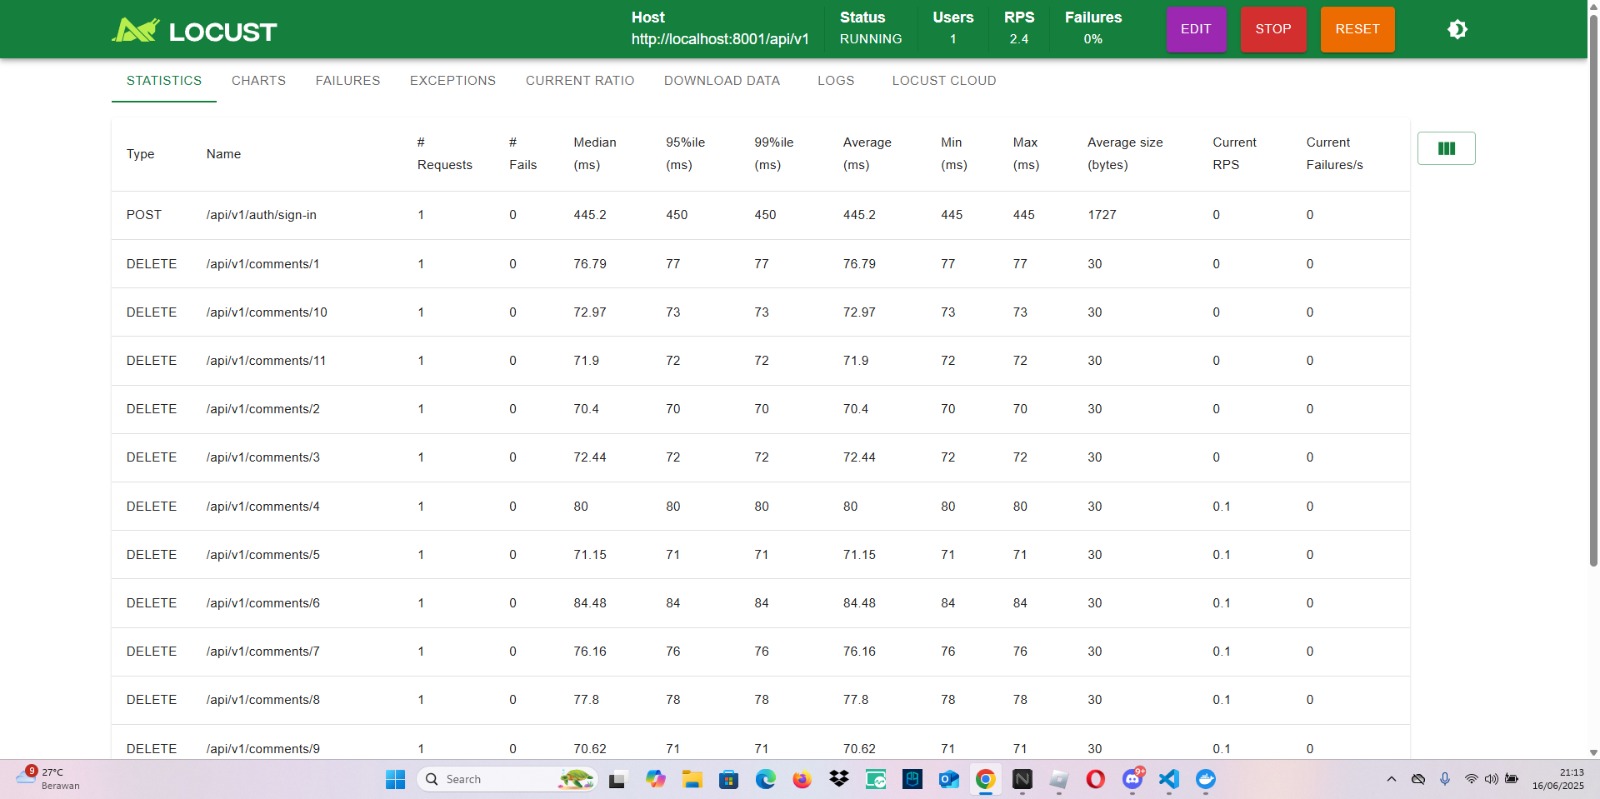 LOCUST
Host
http://localhost:8001/api/v1
Status
RUNNING
Users
1
RPS
2.4
Failures
0%
EDIT
STOP
RESET
STATISTICS CHARTS FAILURES EXCEPTIONS CURRENT RATIO DOWNLOAD DATA LOGS LOCUST CLOUD
Type Name # Requests # Fails Median (ms) 95%ile (ms) 99%ile (ms) Average (ms) Min (ms) Max (ms) Average size (bytes) Current RPS Current Failures/s
POST /api/v1/auth/sign-in 1 0 445.2 450 450 445.2 445 445 1727 0 0
DELETE /api/v1/comments/1 1 0 76.79 77 77 76.79 77 77 30 0 0
DELETE /api/v1/comments/10 1 0 72.97 73 73 72.97 73 73 30 0 0
DELETE /api/v1/comments/11 1 0 71.9 72 72 71.9 72 72 30 0 0
DELETE /api/v1/comments/2 1 0 70.4 70 70 70.4 70 70 30 0 0
DELETE /api/v1/comments/3 1 0 72.44 72 72 72.44 72 72 30 0 0
DELETE /api/v1/comments/4 1 0 80 80 80 80 80 80 30 0.1 0
DELETE /api/v1/comments/5 1 0 71.15 71 71 71.15 71 71 30 0.1 0
DELETE /api/v1/comments/6 1 0 84.48 84 84 84.48 84 84 30 0.1 0
DELETE /api/v1/comments/7 1 0 76.16 76 76 76.16 76 76 30 0.1 0
DELETE /api/v1/comments/8 1 0 77.8 78 78 77.8 78 78 30 0.1 0
DELETE /api/v1/comments/9 1 0 70.62 71 71 70.62 71 71 30 0.1 0
9
27°C
Berawan
Search
9+
21:13
16/06/2025